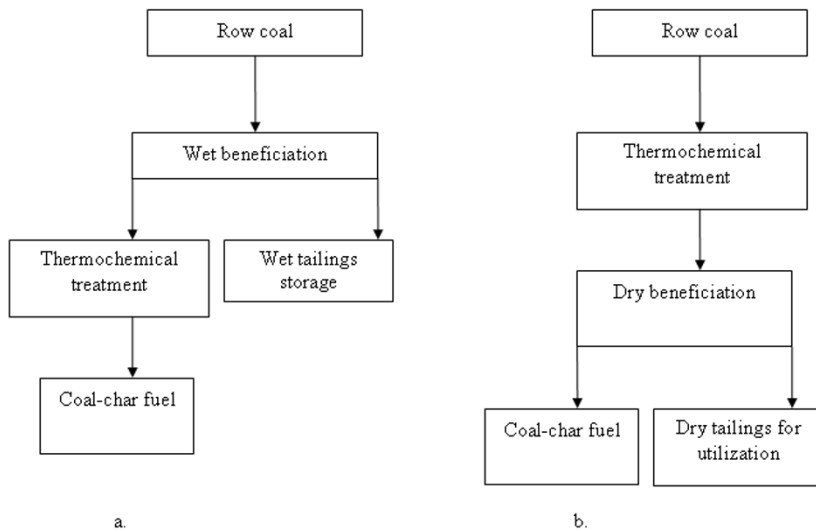 Row coal
Wet beneficiation
Thermochemical
treatment
Wet tailings
storage
Coal-char fuel
a.
Row coal
Thermochemical
treatment
Dry beneficiation
Coal-char fuel
Dry tailings for
utilization
b.